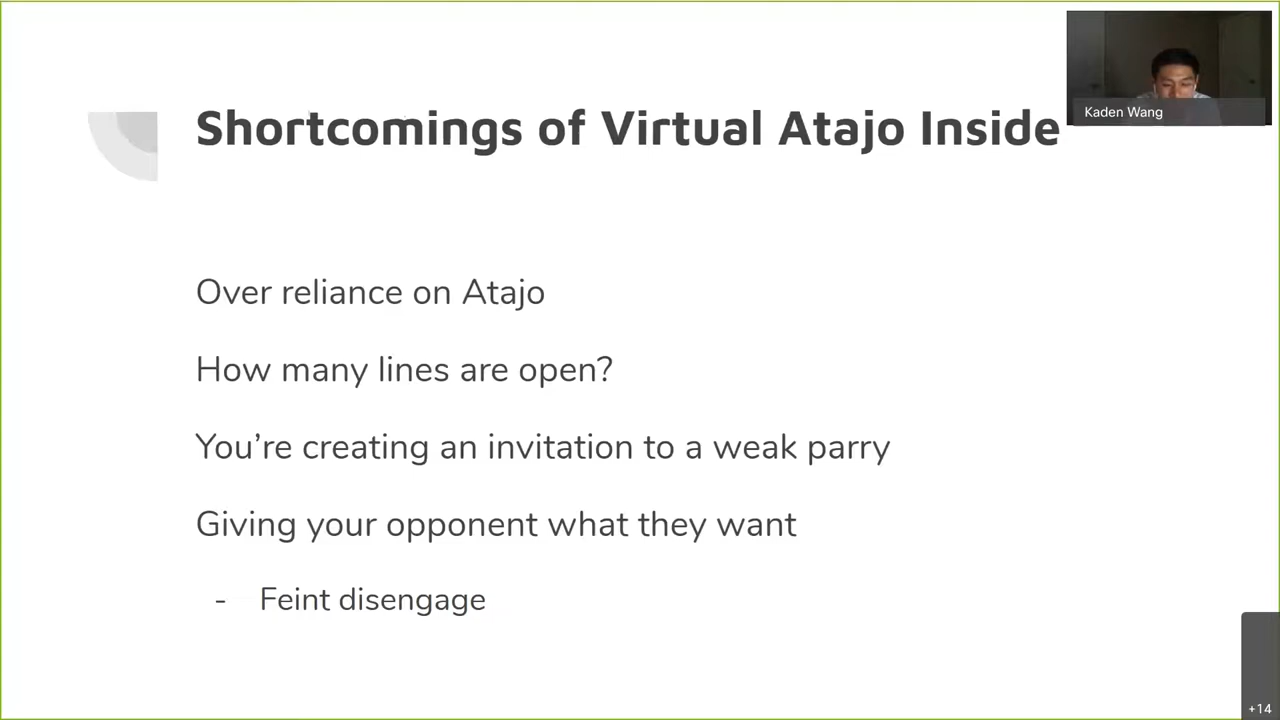 Shortcomings of Virtual Atajo Inside
Kaden Wang
Over reliance on Atajo
How many lines are open?
You’re creating an invitation to a weak parry
Giving your opponent what they want
- Feint disengage
+14